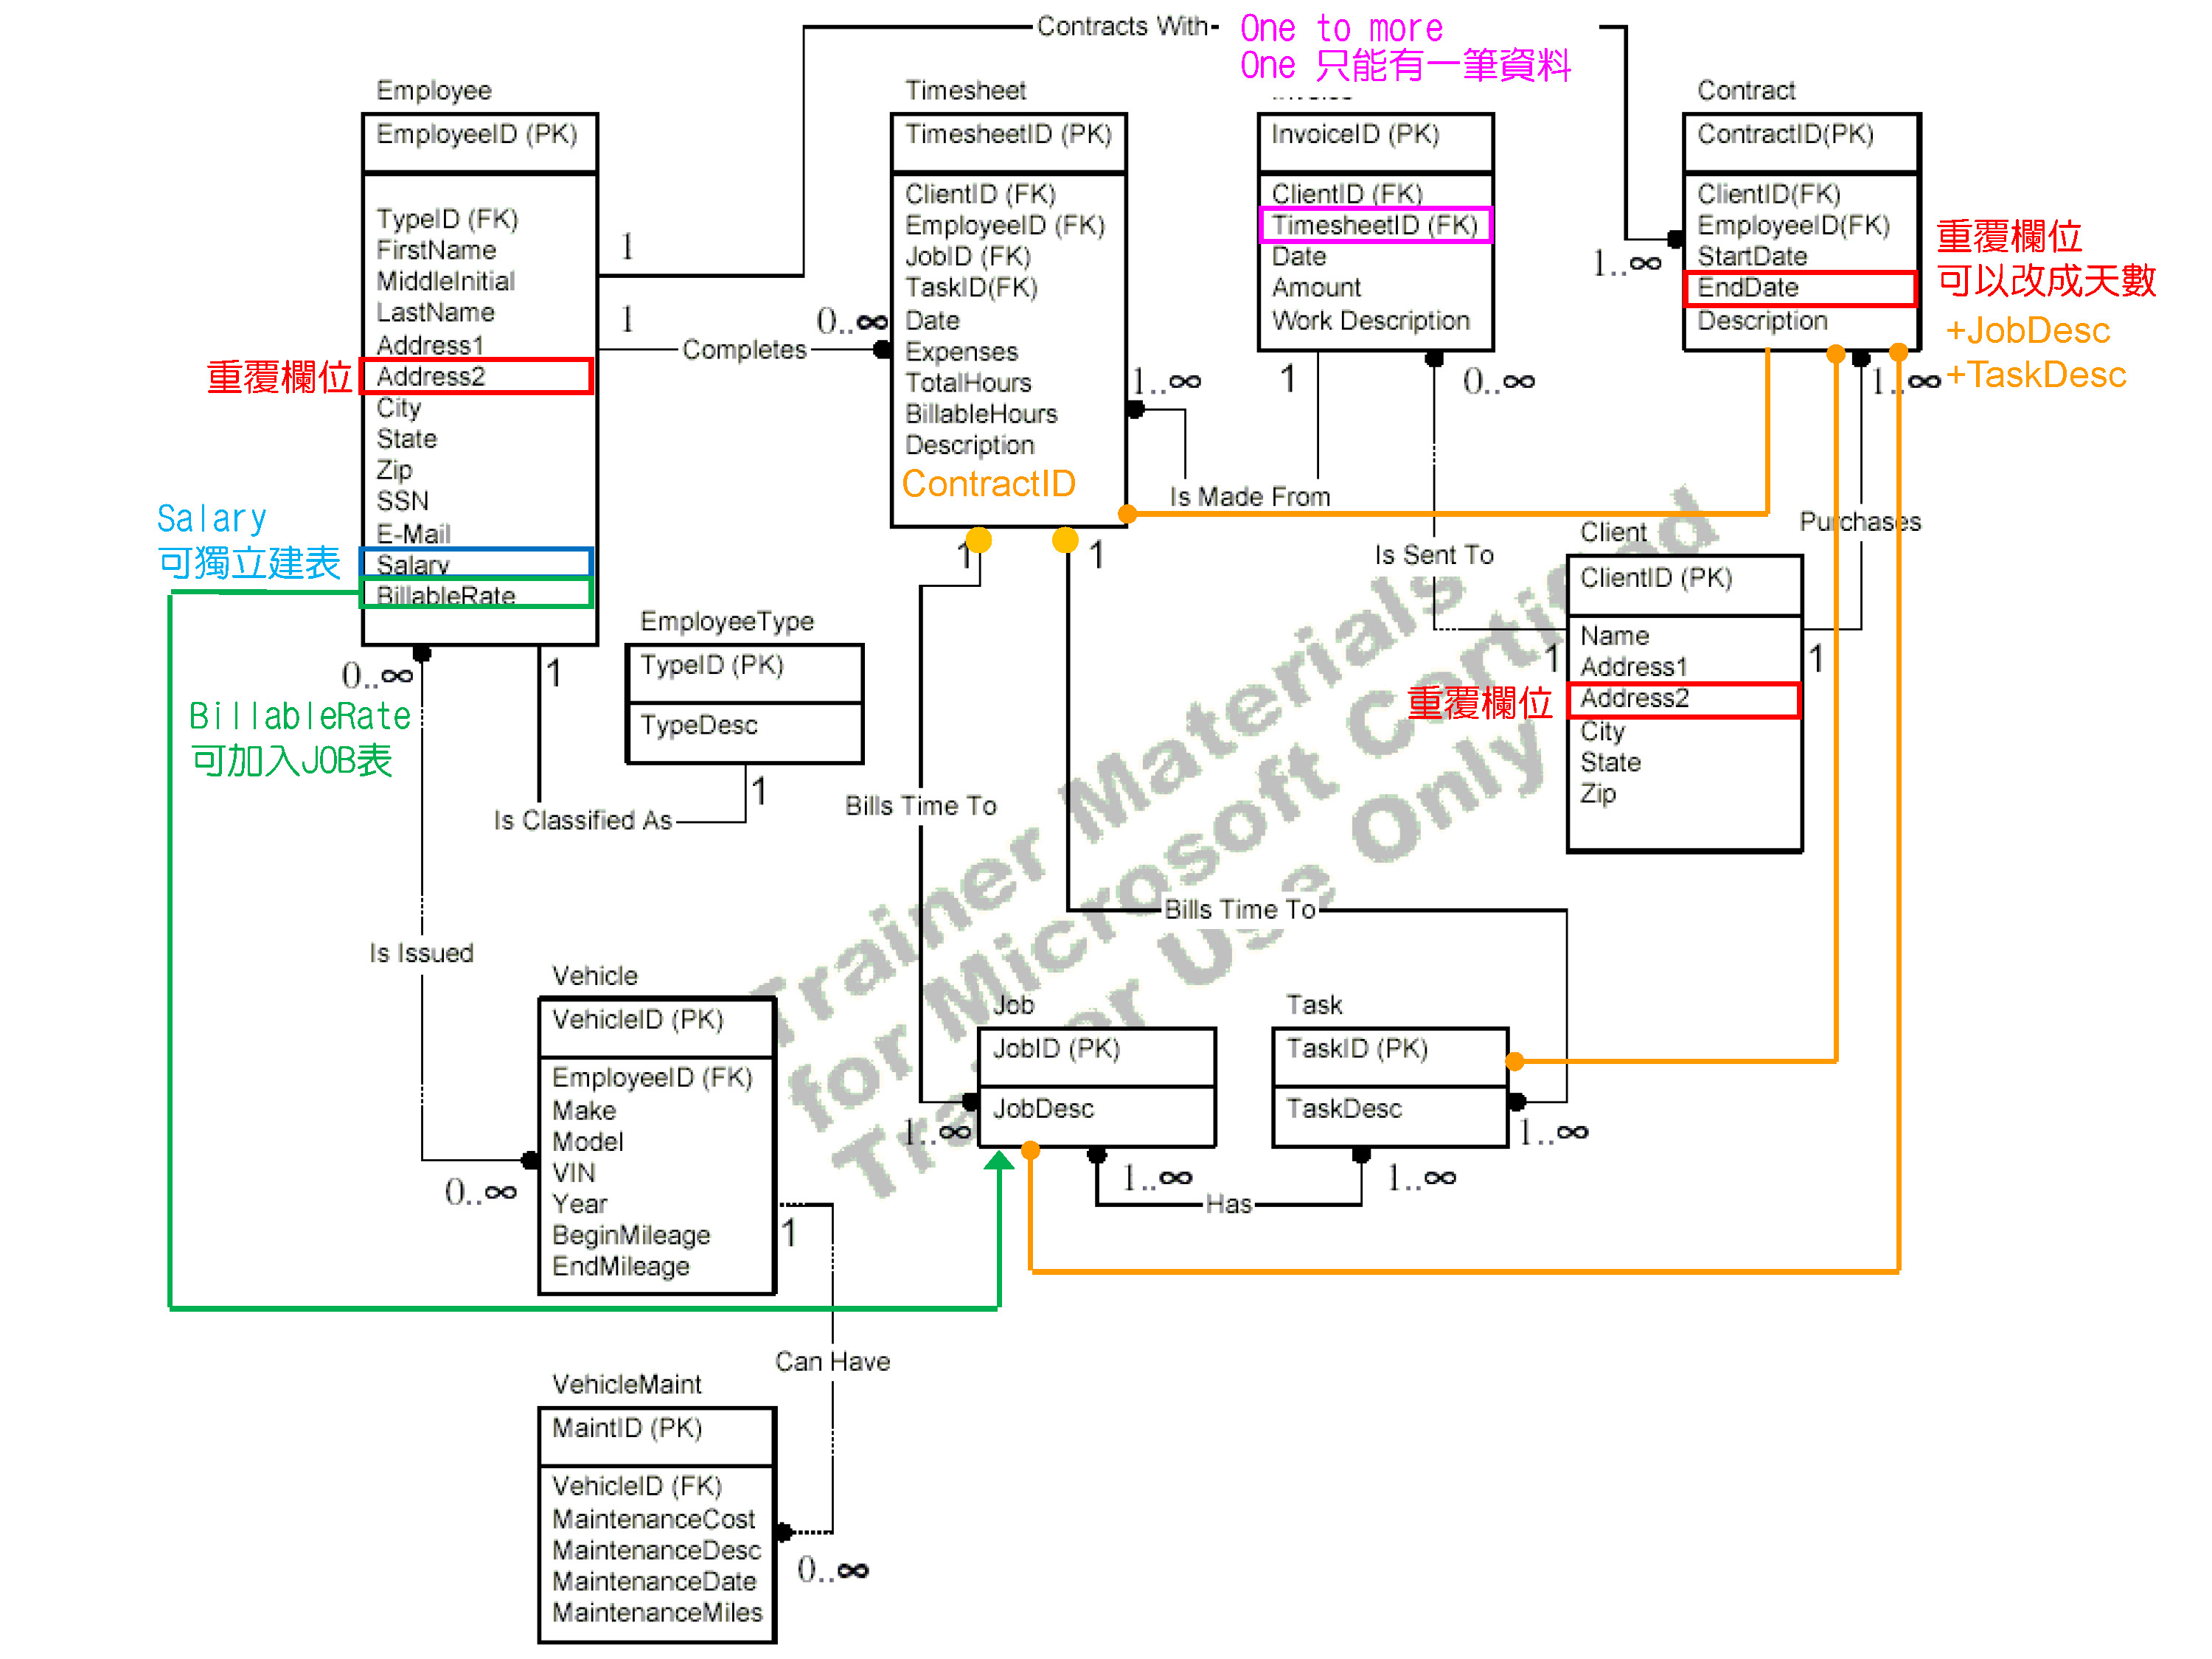 Contracts With
One to more
One 只能有一筆資料
Employee
EmployeeID (PK)
TypeID (FK)
FirstName
MiddleInitial
LastName
Address1
Address2
City
State
Zip
SSN
E-Mail
Salary
BillableRate
重覆欄位
Salary
可獨立建表
BillableRate
可加入JOB表
1
1
0..∞
Completes
Timesheet
TimesheetID (PK)
ClientID (FK)
EmployeeID (FK)
JobID (FK)
TaskID(FK)
Date
Expenses
TotalHours
BillableHours
Description
ContractID
InvoiceID (PK)
ClientID (FK)
TimesheetID (FK)
Date
Amount
Work Description
1..∞
1
0..∞
Is Made From
Contract
ContractID(PK)
ClientID(FK)
EmployeeID(FK)
StartDate
EndDate
Description
1..∞
重覆欄位
可以改成天數
+JobDesc
+TaskDesc
1..∞
Purchases
Is Sent To
Client
ClientID (PK)
Name
Address1
Address2
City
State
Zip
重覆欄位
1
1
1
1
0..∞
1
EmployeeType
TypeID (PK)
TypeDesc
1
Is Classified As
Bills Time To
Bills Time To
Is Issued
Vehicle
VehicleID (PK)
EmployeeID (FK)
Make
Model
VIN
Year
BeginMileage
EndMileage
0..∞
1
Job
JobID (PK)
JobDesc
1..∞
1..∞
Task
TaskID (PK)
TaskDesc
1..∞
1..∞
Has
Can Have
VehicleMaint
MaintID (PK)
VehicleID (FK)
MaintenanceCost
MaintenanceDesc
MaintenanceDate
MaintenanceMiles
0..∞
Trainer Materials
for Microsoft Certified
Trainer Use Only